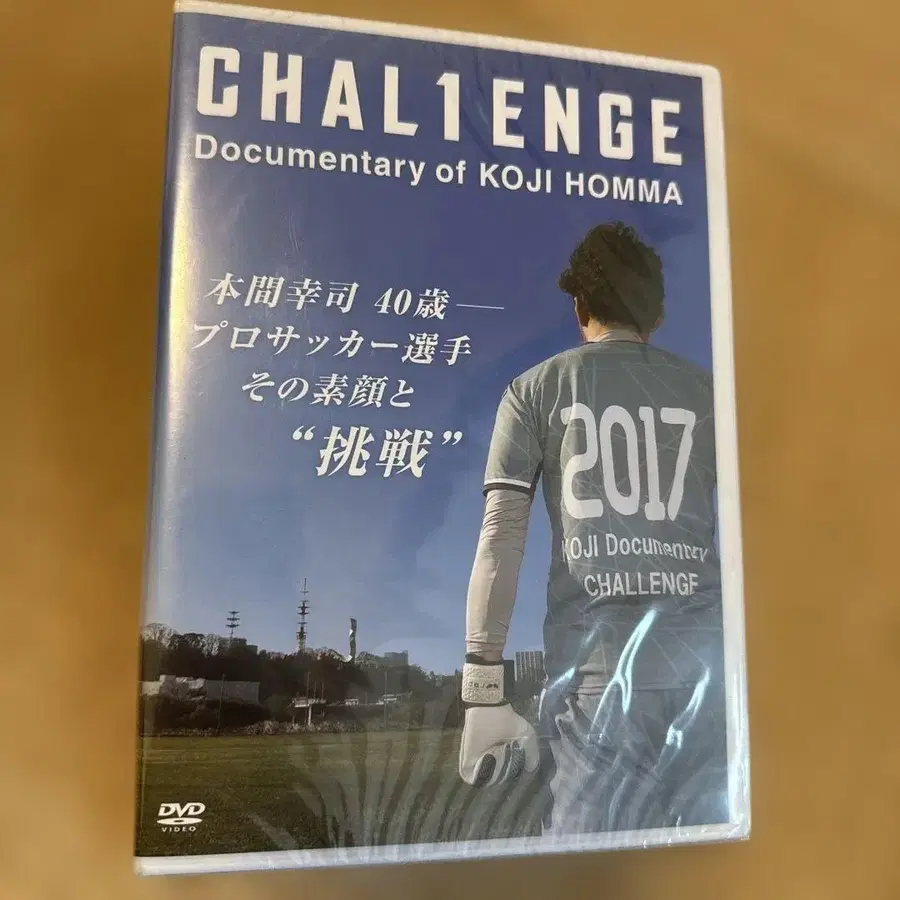 CHAL1ENGE
Documentary of KOJI HOMMA
本間幸司 40歳──
プロサッカー選手
その素顔と
“挑戦”
2017
KOJI Documentary
CHALLENGE
DVD
VIDEO